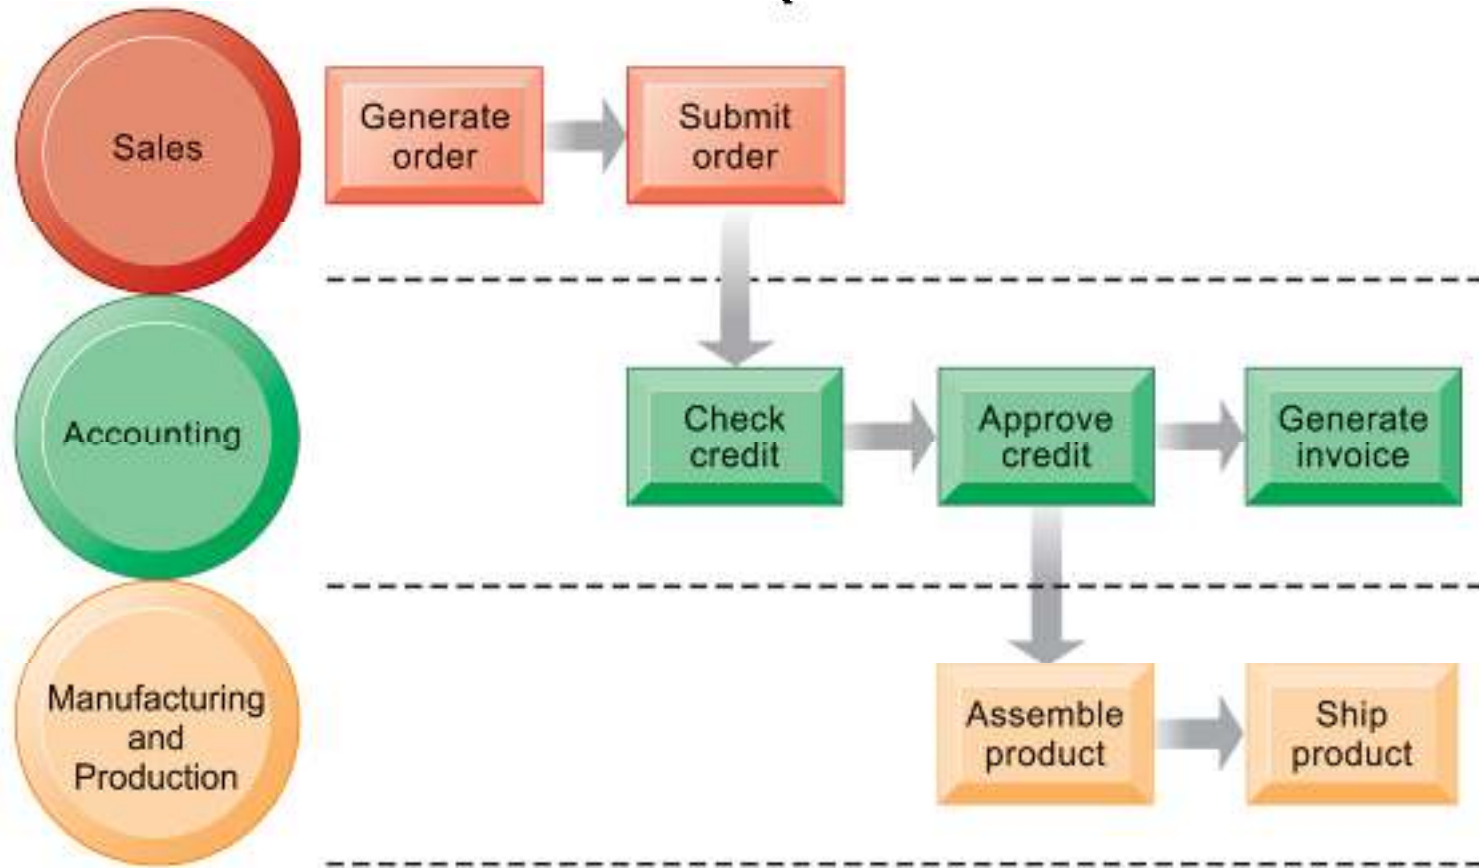 Sales
Generate
order
Submit
order
Accounting
Check
credit
Approve
credit
Generate
invoice
Manufacturing
and
Production
Assemble
product
Ship
product